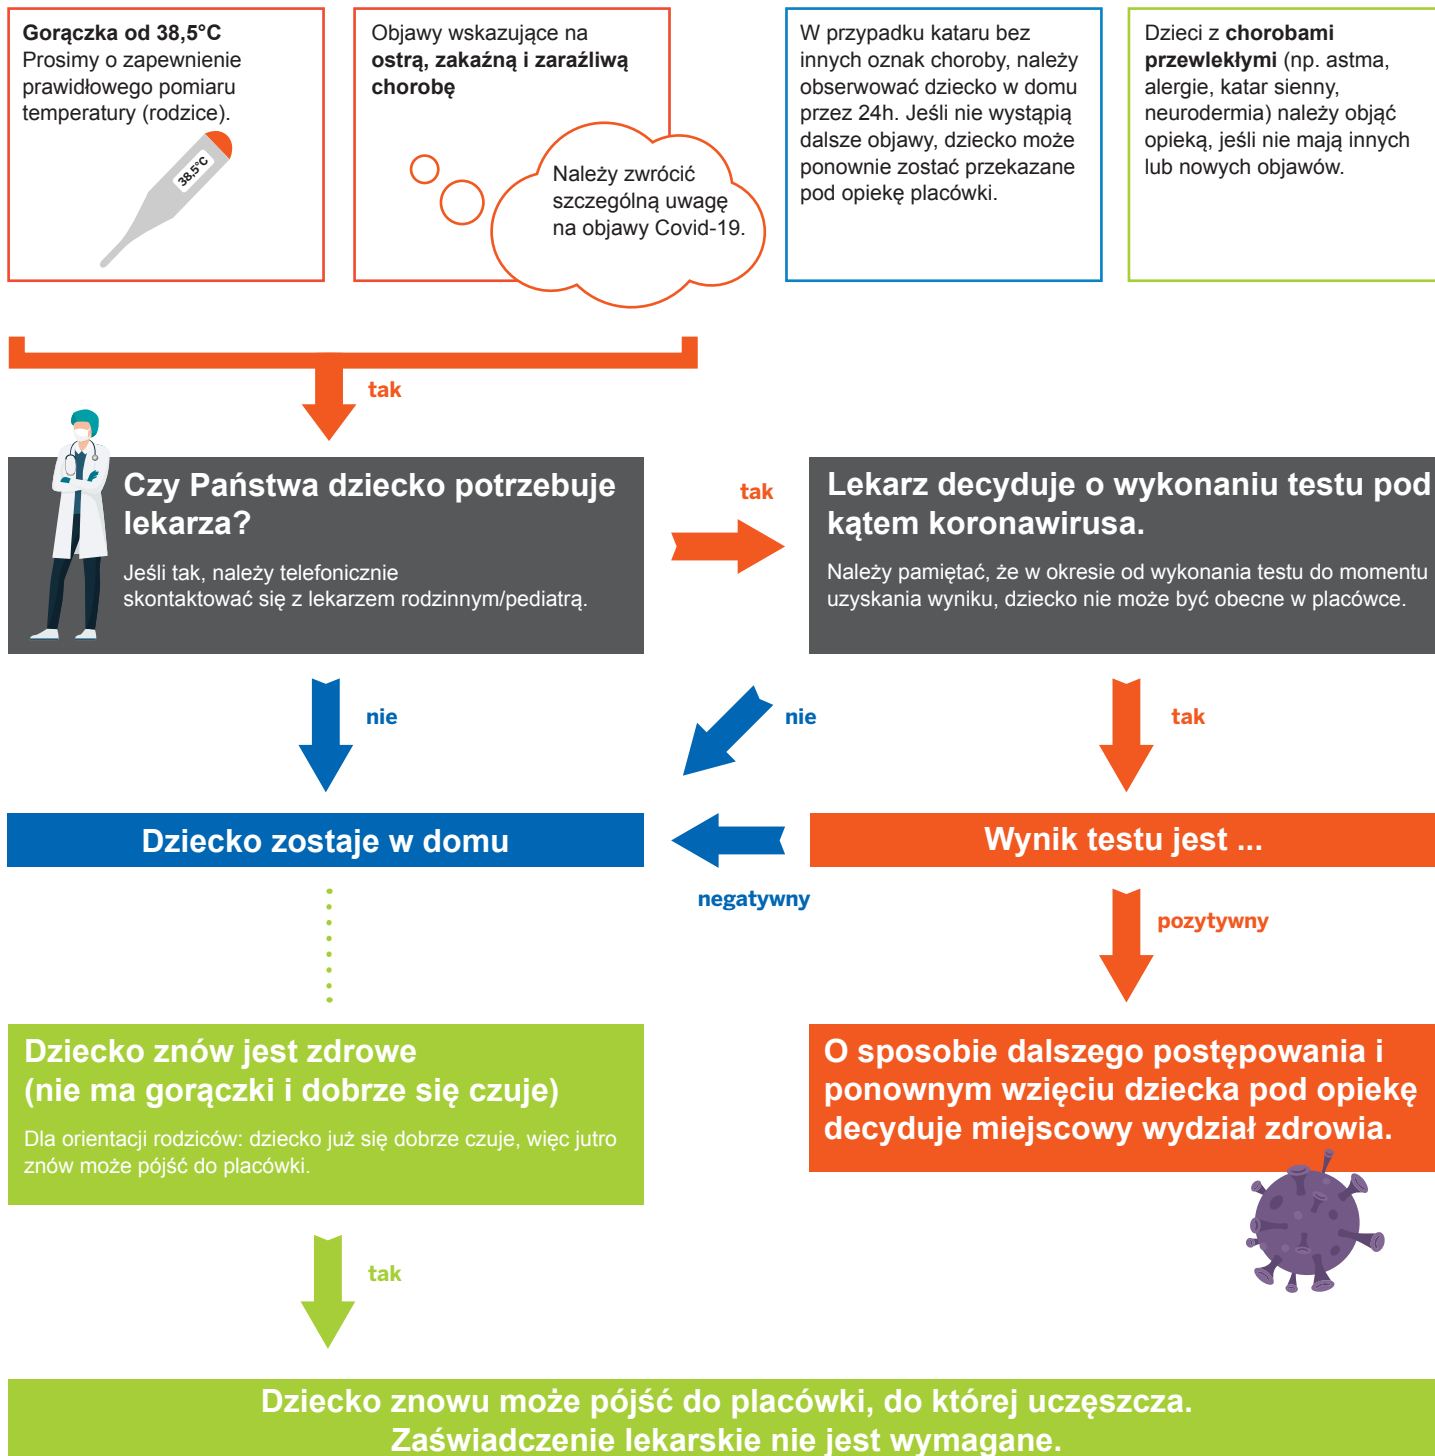 Gorączka od 38,5°C
Prosimy o zapewnienie
prawidłowego pomiaru
temperatury (rodzice).
38,5°C
Objawy wskazujące na
ostrą, zakaźną i zaraźliwą
chorobę
Należy zwrócić
szczególną uwagę
na objawy Covid-19.
W przypadku kataru bez
innych oznak choroby, należy
obserwować dziecko w domu
przez 24h. Jeśli nie wystąpią
dalsze objawy, dziecko może
ponownie zostać przekazane
pod opiekę placówki.
Dzieci z chorobami
przewlekłymi (np. astma,
alergie, katar sienny,
neurodermia) należy objąć
opieką, jeśli nie mają innych
lub nowych objawów.
tak
Czy Państwa dziecko potrzebuje
lekarza?
Jeśli tak, należy telefonicznie
skontaktować się z lekarzem rodzinnym/pediatrą.
tak
Lekarz decyduje o wykonaniu testu pod
kątem koronawirusa.
Należy pamiętać, że w okresie od wykonania testu do momentu
uzyskania wyniku, dziecko nie może być obecne w placówce.
nie
nie
tak
Dziecko zostaje w domu
Wynik testu jest ...
negatywny
pozytywny
Dziecko znów jest zdrowe
(nie ma gorączki i dobrze się czuje)
Dla orientacji rodziców: dziecko już się dobrze czuje, więc jutro
znów może pójść do placówki.
O sposobie dalszego postępowania i
ponownym wzięciu dziecka pod opiekę
decyduje miejscowy wydział zdrowia.
tak
Dziecko znowu może pójść do placówki, do której uczęszcza.
Zaświadczenie lekarskie nie jest wymagane.